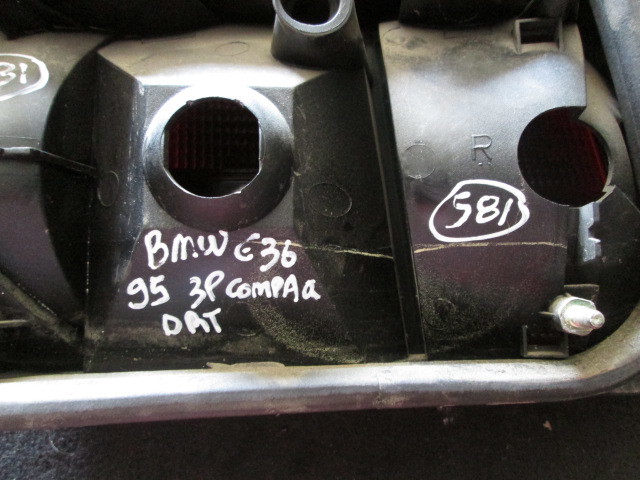 31
R
581
BMW E36
95 3P COMPAQ
DRT